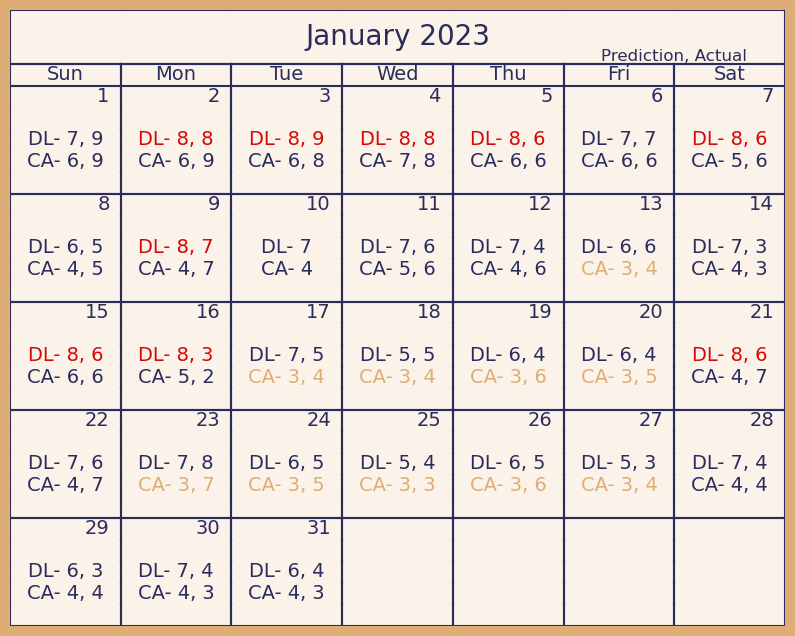 January 2023
Prediction, Actual
Sun Mon Tue Wed Thu Fri Sat
1 2 3 4 5 6 7
DL- 7, 9 DL- 8, 8 DL- 8, 9 DL- 8, 8 DL- 8, 6 DL- 7, 7 DL- 8, 6
CA- 6, 9 CA- 6, 9 CA- 6, 8 CA- 7, 8 CA- 6, 6 CA- 6, 6 CA- 5, 6
8 9 10 11 12 13 14
DL- 6, 5 DL- 8, 7 DL- 7 DL- 7, 6 DL- 7, 4 DL- 6, 6 DL- 7, 3
CA- 4, 5 CA- 4, 7 CA- 4 CA- 5, 6 CA- 4, 6 CA- 3, 4 CA- 4, 3
15 16 17 18 19 20 21
DL- 8, 6 DL- 8, 3 DL- 7, 5 DL- 5, 5 DL- 6, 4 DL- 6, 4 DL- 8, 6
CA- 6, 6 CA- 5, 2 CA- 3, 4 CA- 3, 4 CA- 3, 6 CA- 3, 5 CA- 4, 7
22 23 24 25 26 27 28
DL- 7, 6 DL- 7, 8 DL- 6, 5 DL- 5, 4 DL- 6, 5 DL- 5, 3 DL- 7, 4
CA- 4, 7 CA- 3, 7 CA- 3, 5 CA- 3, 3 CA- 3, 6 CA- 3, 4 CA- 4, 4
29 30 31
DL- 6, 3 DL- 7, 4 DL- 6, 4
CA- 4, 4 CA- 4, 3 CA- 4, 3